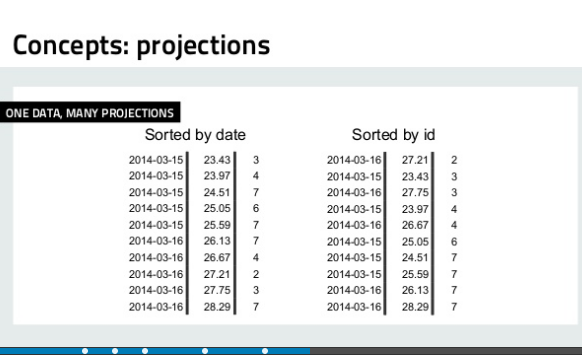 Concepts: projections
ONE DATA, MANY PROJECTIONS
Sorted by date
2014-03-15 23.43 3
2014-03-15 23.97 4
2014-03-15 24.51 7
2014-03-15 25.05 6
2014-03-15 25.59 7
2014-03-16 26.13 7
2014-03-16 26.67 4
2014-03-16 27.21 2
2014-03-16 27.75 3
2014-03-16 28.29 7
Sorted by id
2014-03-16 27.21 2
2014-03-15 23.43 3
2014-03-16 27.75 3
2014-03-15 23.97 4
2014-03-16 26.67 4
2014-03-15 25.05 6
2014-03-15 24.51 7
2014-03-15 25.59 7
2014-03-16 26.13 7
2014-03-16 28.29 7